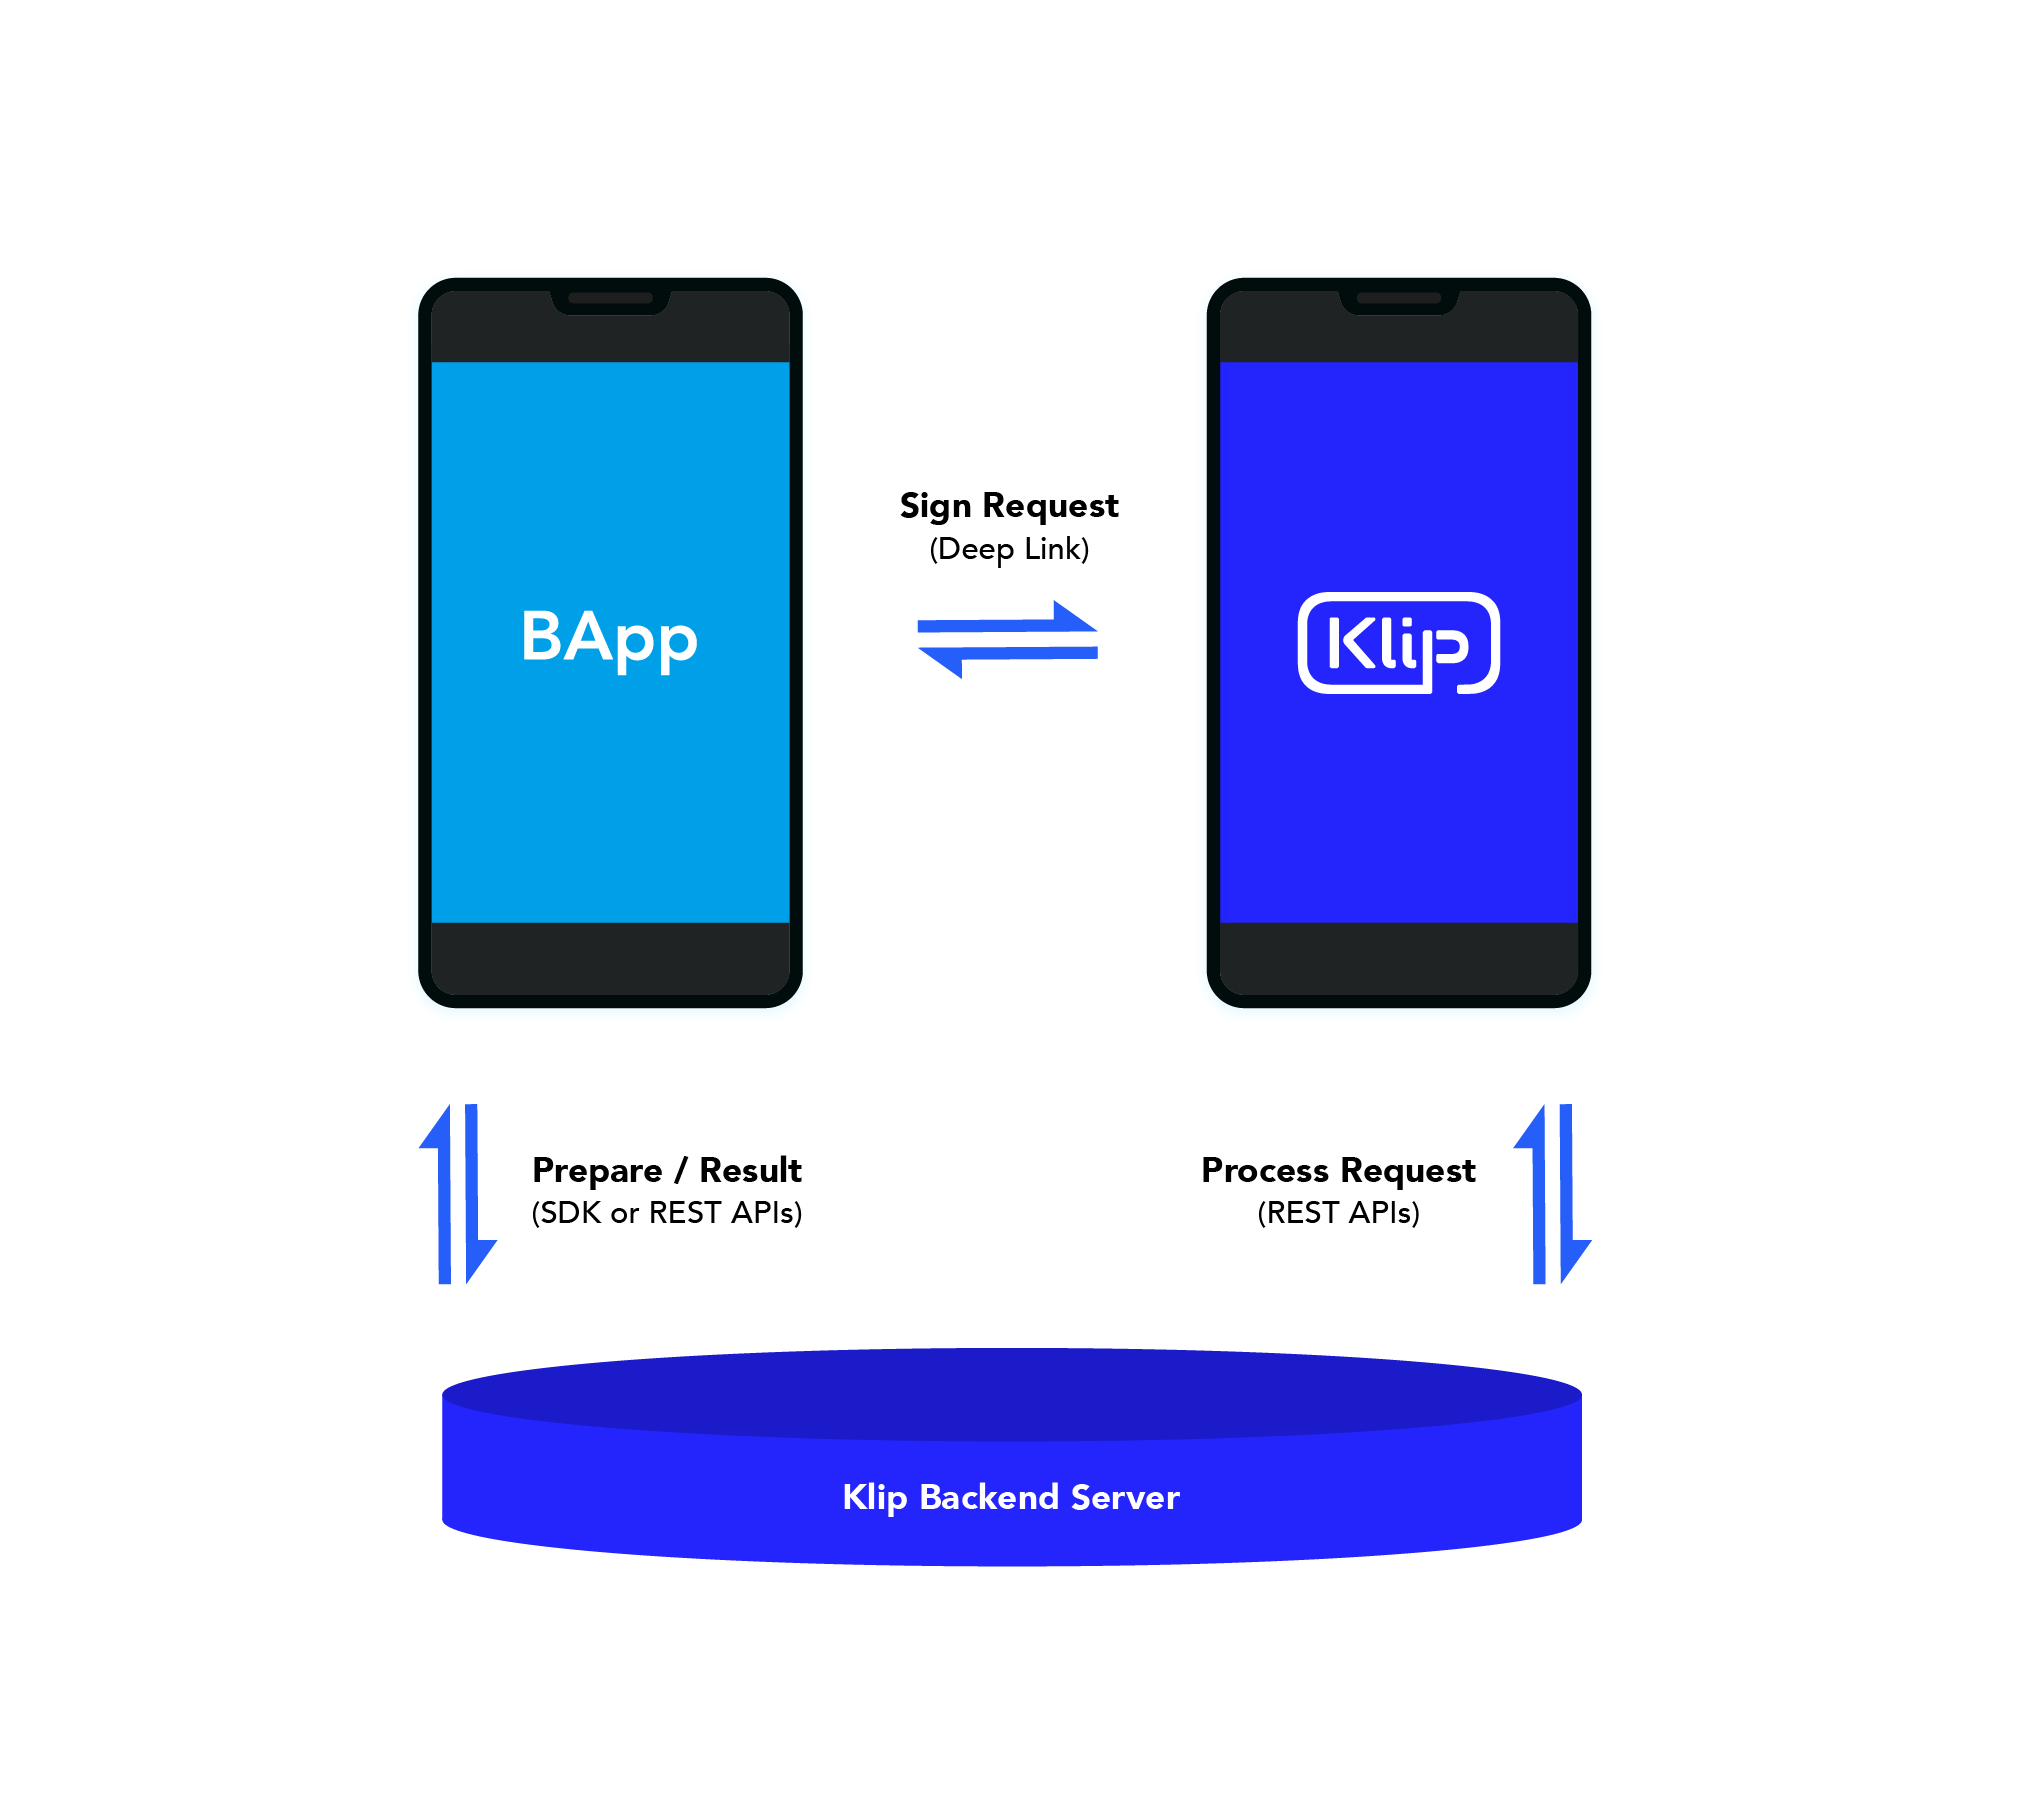 Sign Request
(Deep Link)
BApp
Klip
Prepare / Result
(SDK or REST APIs)
Process Request
(REST APIs)
Klip Backend Server